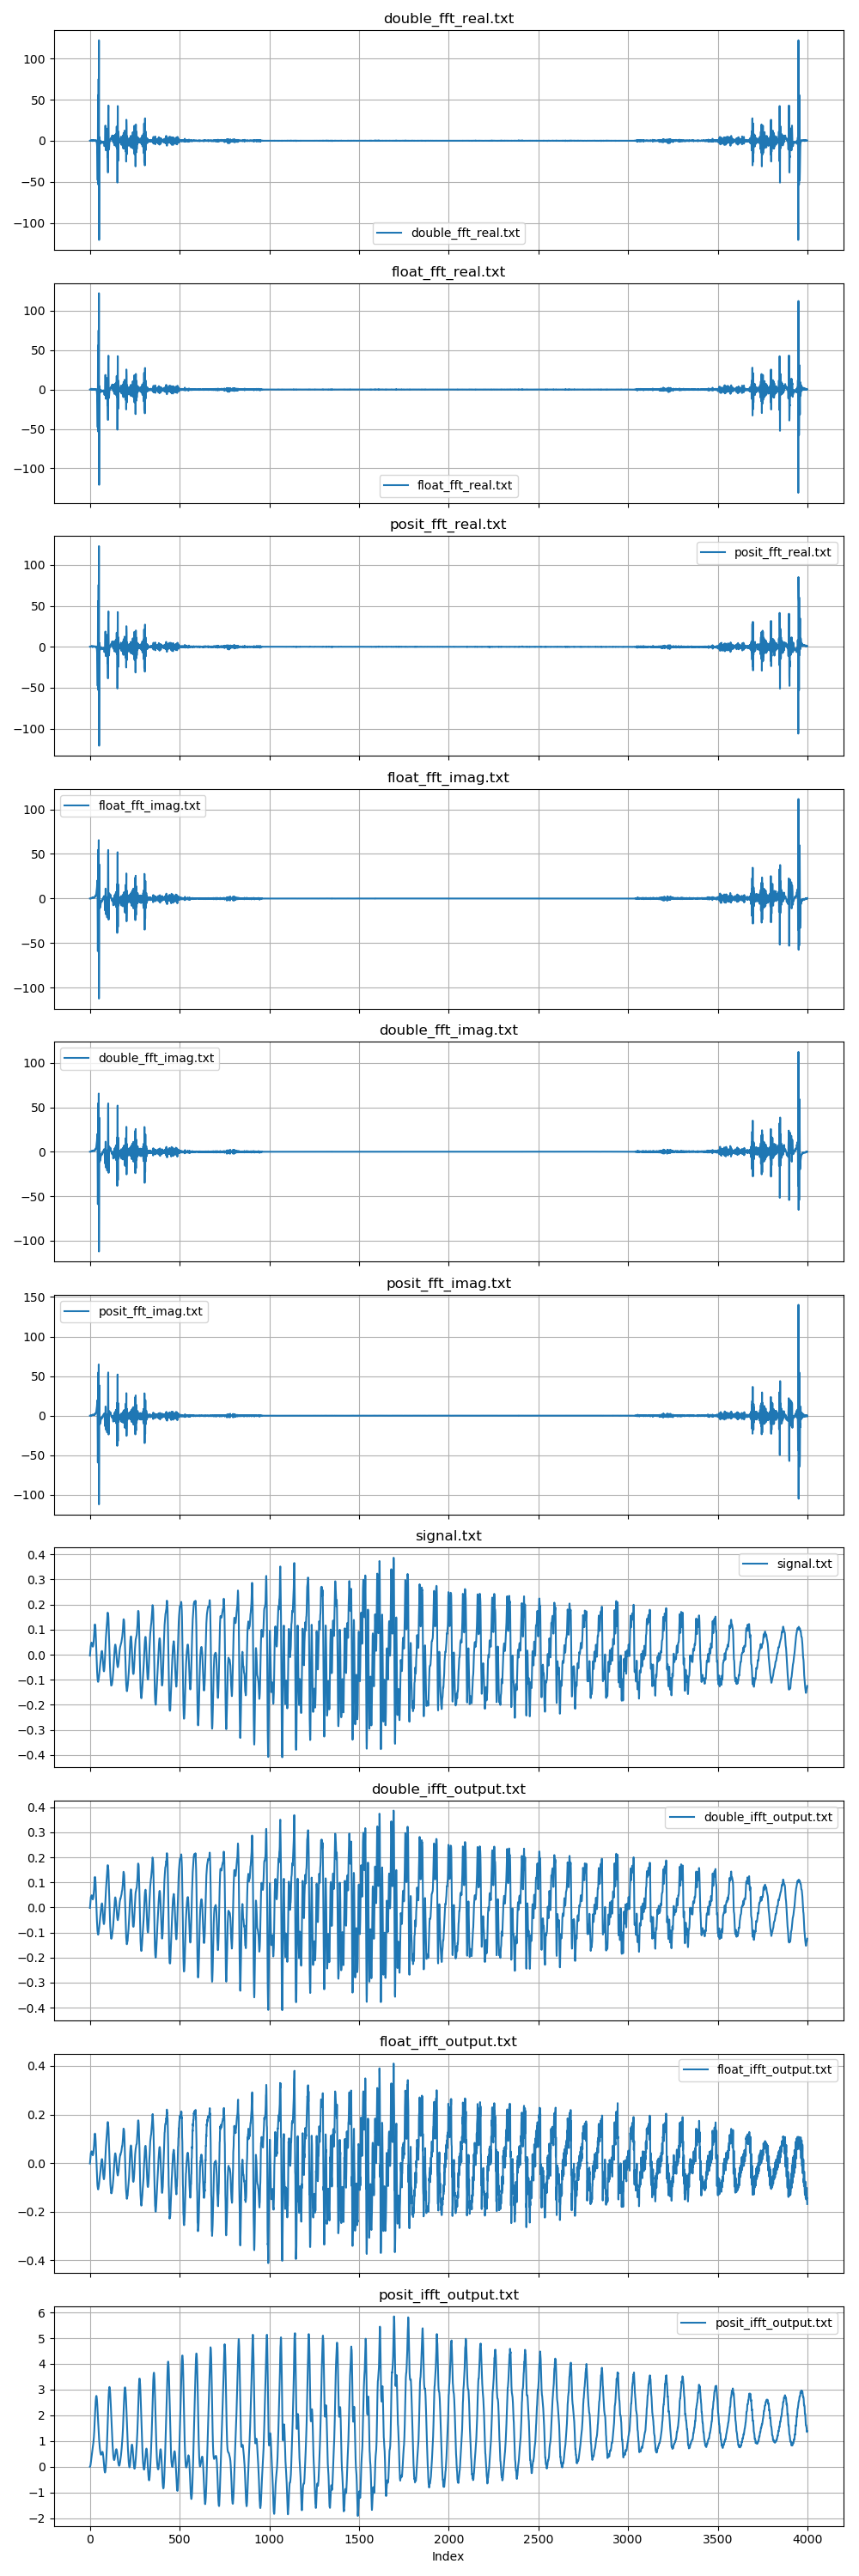 double_fft_real.txt
100
50
0
−50
−100
double_fft_real.txt
float_fft_real.txt
100
50
0
−50
−100
float_fft_real.txt
posit_fft_real.txt
posit_fft_real.txt
100
50
0
−50
−100
float_fft_imag.txt
float_fft_imag.txt
100
50
0
−50
−100
double_fft_imag.txt
double_fft_imag.txt
100
50
0
−50
−100
posit_fft_imag.txt
posit_fft_imag.txt
150
100
50
0
−50
−100
signal.txt
signal.txt
0.4
0.3
0.2
0.1
0.0
−0.1
−0.2
−0.3
−0.4
double_ifft_output.txt
double_ifft_output.txt
0.4
0.3
0.2
0.1
0.0
−0.1
−0.2
−0.3
−0.4
float_ifft_output.txt
float_ifft_output.txt
0.4
0.2
0.0
−0.2
−0.4
posit_ifft_output.txt
posit_ifft_output.txt
6
5
4
3
2
1
0
−1
−2
0 500 1000 1500 2000 2500 3000 3500 4000
Index